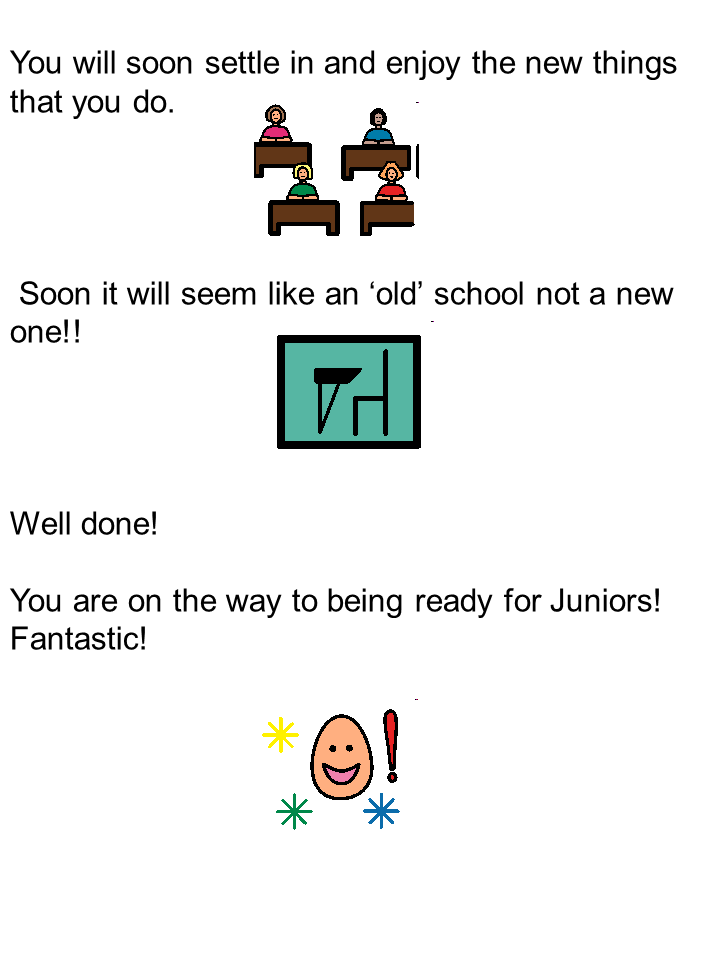 You will soon settle in and enjoy the new things
that you do.
Soon it will seem like an ‘old’ school not a new
one!!
Well done!
You are on the way to being ready for Juniors!
Fantastic!